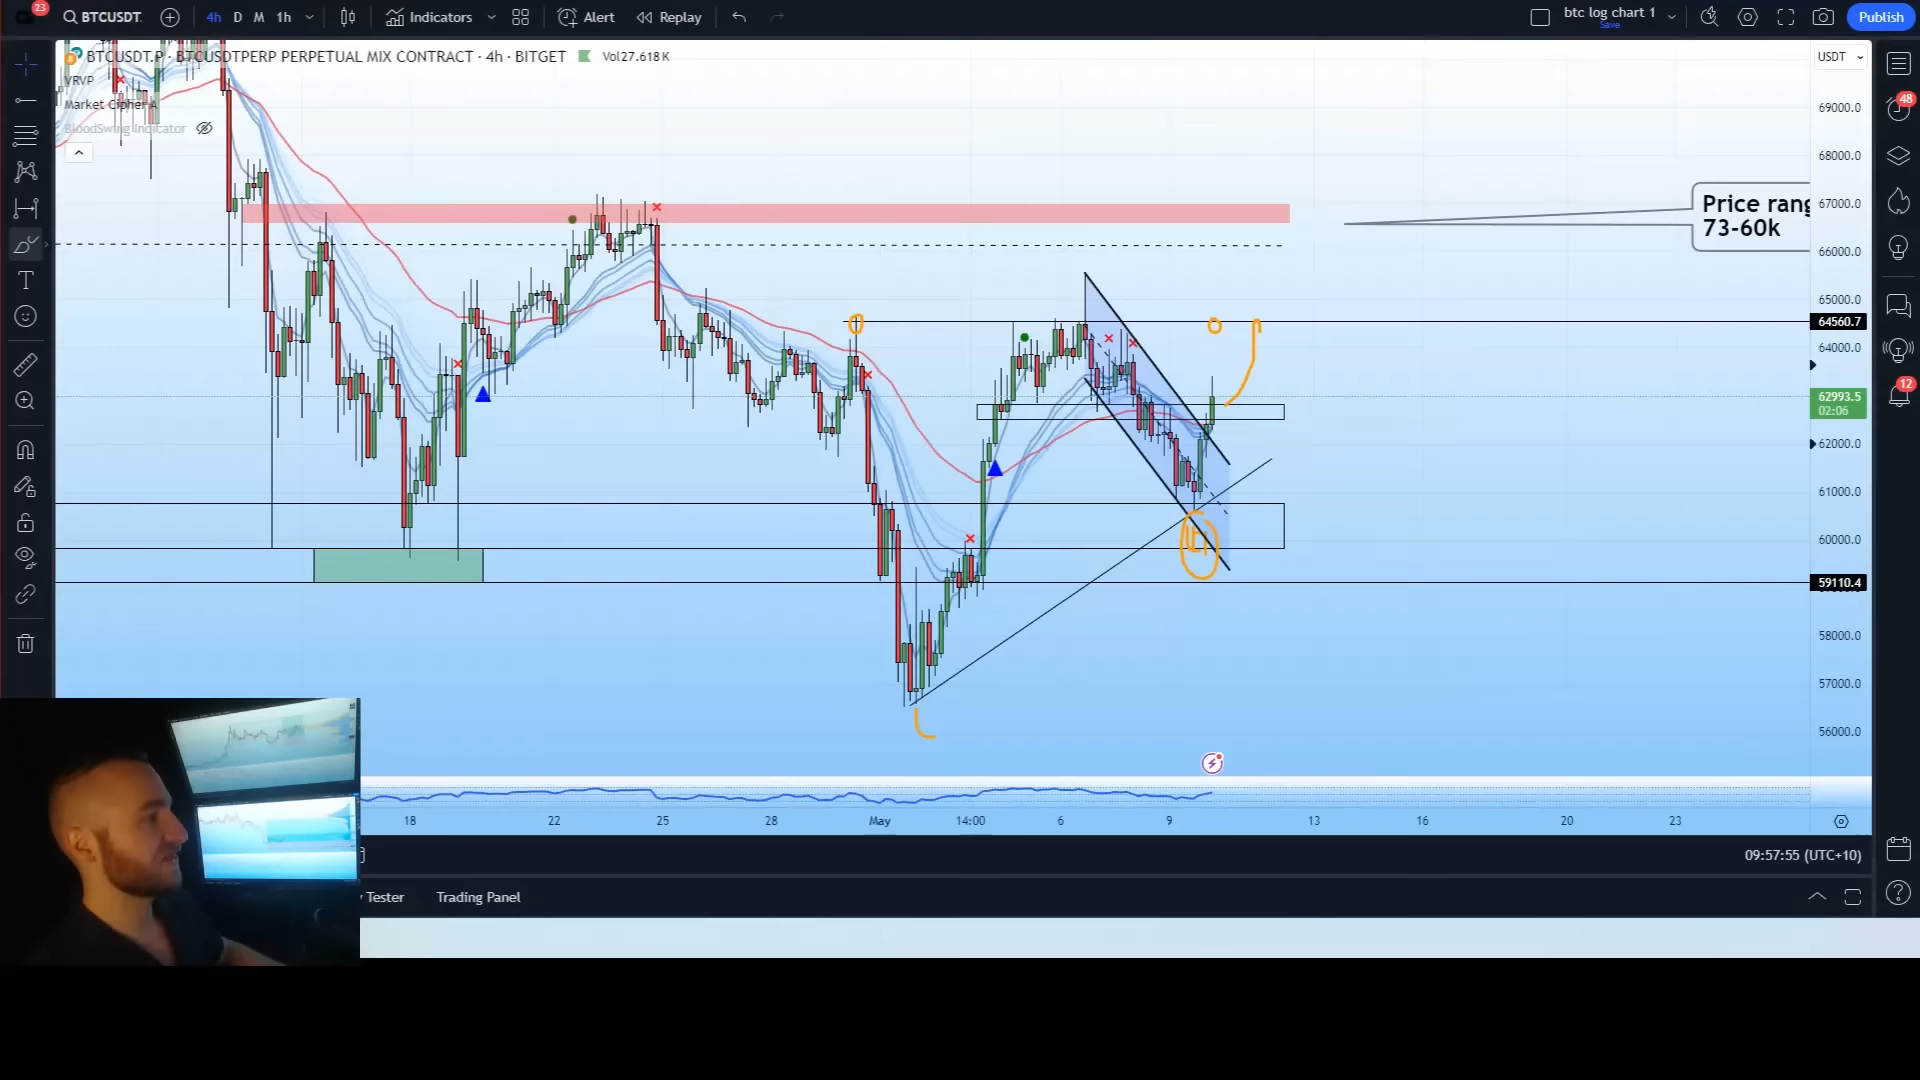 23
BTCUSDT. 4h D M 1h Indicators Alert Replay btc log chart 1 Save Publish
BTCUSDT.P · BTCUSDTPERP PERPETUAL MIX CONTRACT · 4h · BITGET Vol27.618K USDT
VRVP
Market Cipher A
BloodSwing Indicator
69000.0
48
68000.0
67000.0
Price rang
73-60k
66000.0
65000.0
64560.7
64000.0
62993.5
02:06
12
62000.0
61000.0
60000.0
59110.4
58000.0
57000.0
56000.0
18 22 25 28 May 14:00 6 9 13 16 20 23
09:57:55 (UTC+10)
Tester Trading Panel